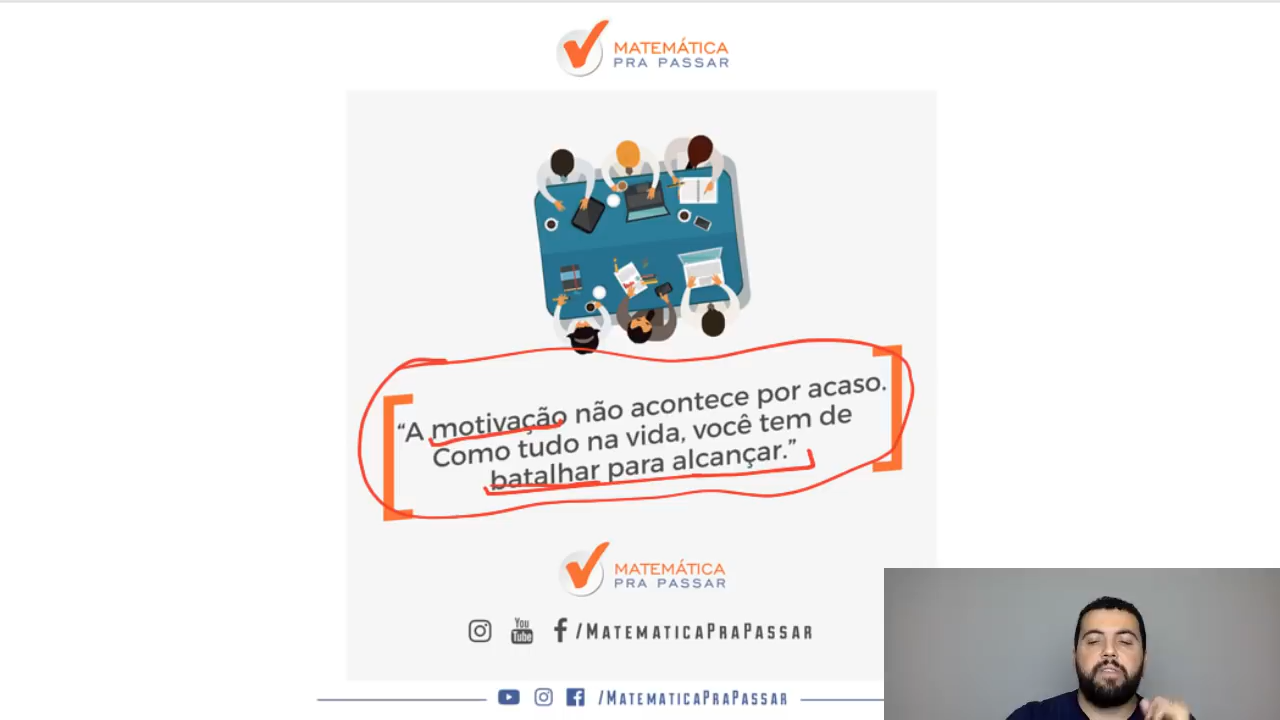 MATEMÁTICA
PRA PASSAR
“A motivação não acontece por acaso.
Como tudo na vida, você tem de
batalhar para alcançar.”
MATEMÁTICA
PRA PASSAR
You
Tube
/MATEMATICAPRAPASSAR
/MATEMATICAPRAPASSAR